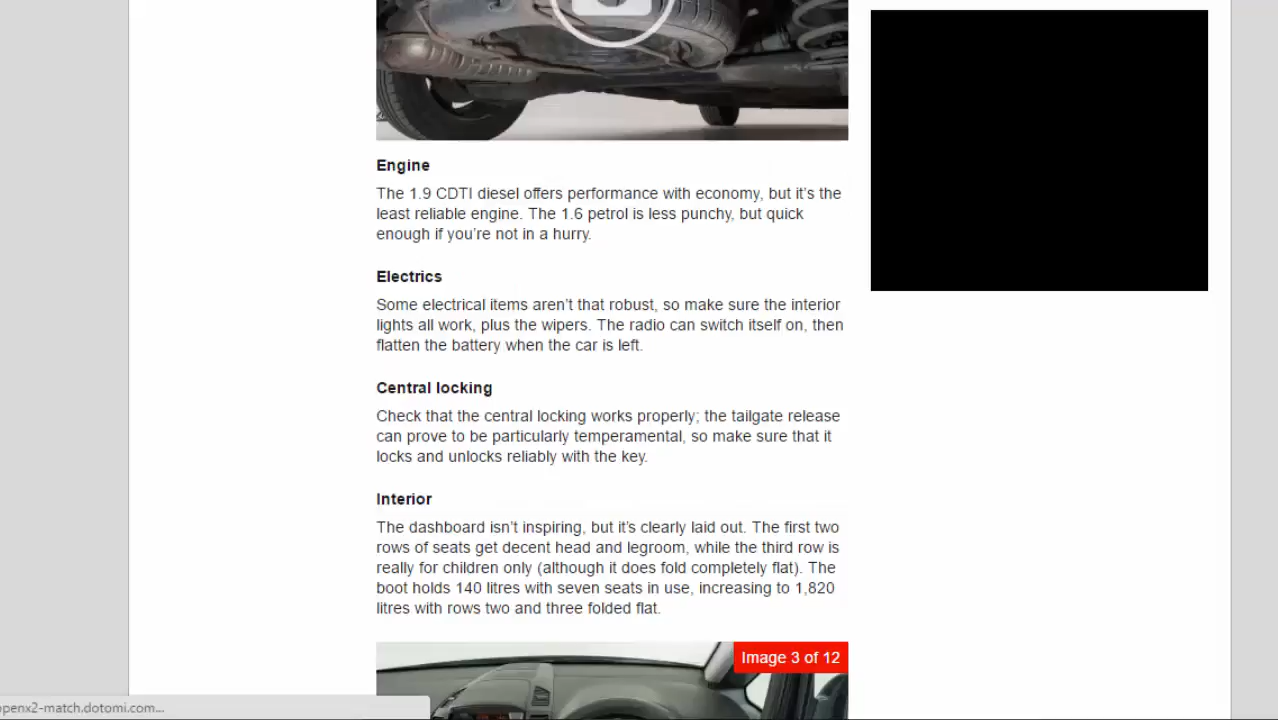 Engine
The 1.9 CDTI diesel offers performance with economy, but it’s the
least reliable engine. The 1.6 petrol is less punchy, but quick
enough if you’re not in a hurry.
Electrics
Some electrical items aren’t that robust, so make sure the interior
lights all work, plus the wipers. The radio can switch itself on, then
flatten the battery when the car is left.
Central locking
Check that the central locking works properly; the tailgate release
can prove to be particularly temperamental, so make sure that it
locks and unlocks reliably with the key.
Interior
The dashboard isn’t inspiring, but it’s clearly laid out. The first two
rows of seats get decent head and legroom, while the third row is
really for children only (although it does fold completely flat). The
boot holds 140 litres with seven seats in use, increasing to 1,820
litres with rows two and three folded flat.
Image 3 of 12
openx2-match.dotomi.com...